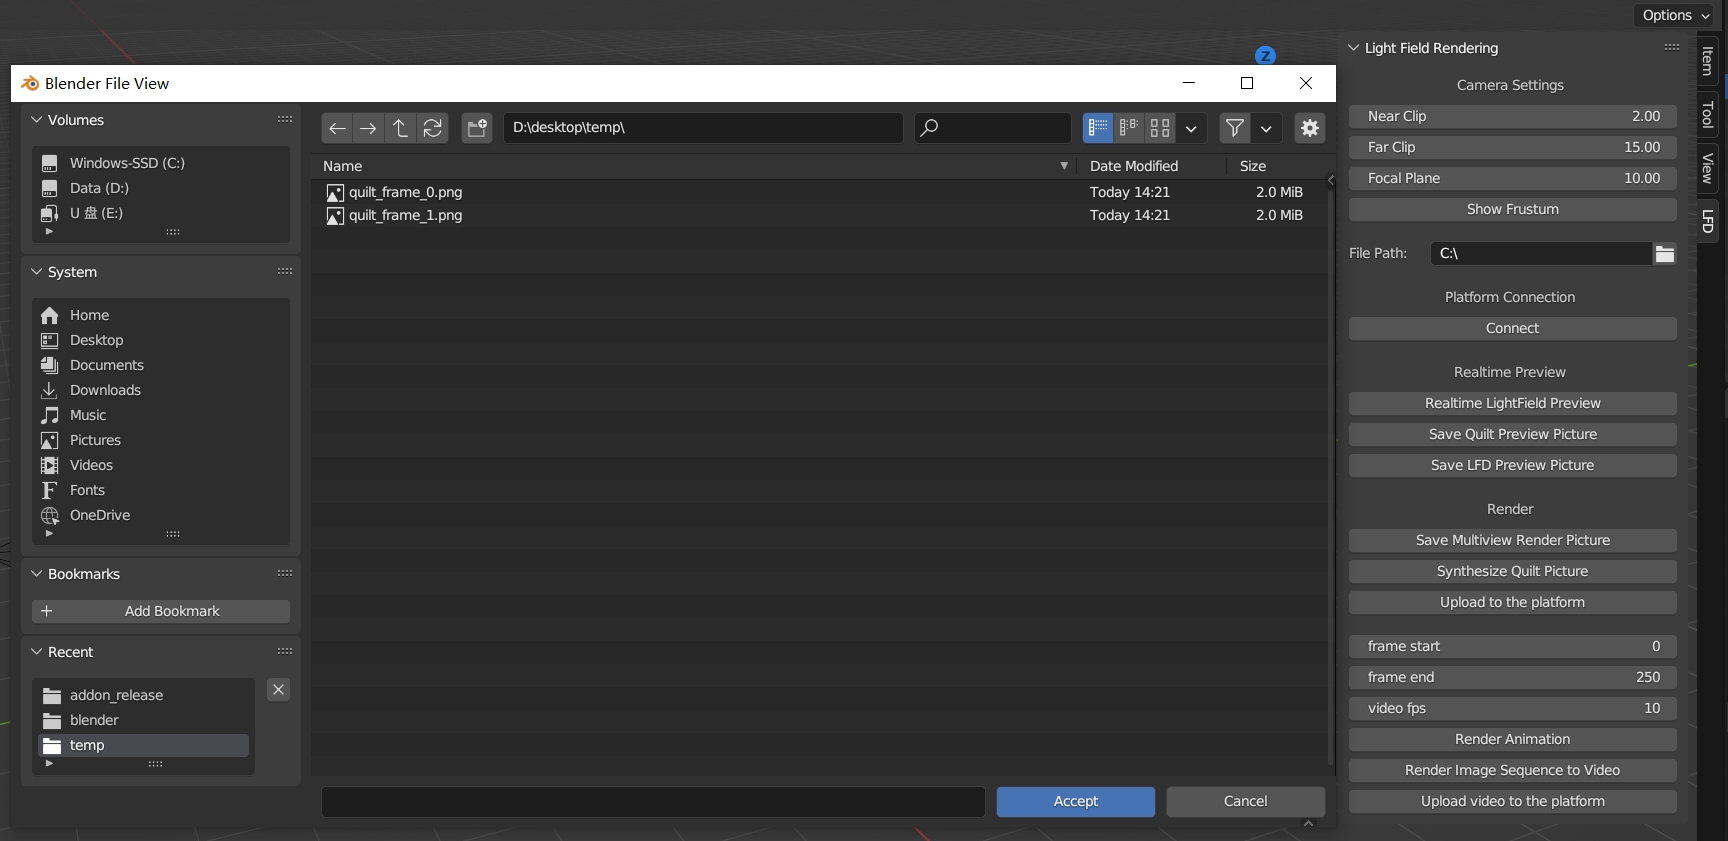 Options
Z
Blender File View
Volumes
Windows-SSD (C:)
Data (D:)
U 盘 (E:)
System
Home
Desktop
Documents
Downloads
Music
Pictures
Videos
Fonts
OneDrive
Bookmarks
Add Bookmark
Recent
addon_release
blender
temp
D:\desktop\temp\
Name Date Modified Size
quilt_frame_0.png Today 14:21 2.0 MiB
quilt_frame_1.png Today 14:21 2.0 MiB
Accept Cancel
Light Field Rendering
Camera Settings
Near Clip 2.00
Far Clip 15.00
Focal Plane 10.00
Show Frustum
File Path: C:\
Platform Connection
Connect
Realtime Preview
Realtime LightField Preview
Save Quilt Preview Picture
Save LFD Preview Picture
Render
Save Multiview Render Picture
Synthesize Quilt Picture
Upload to the platform
frame start 0
frame end 250
video fps 10
Render Animation
Render Image Sequence to Video
Upload video to the platform
Item
Tool
View
LFD